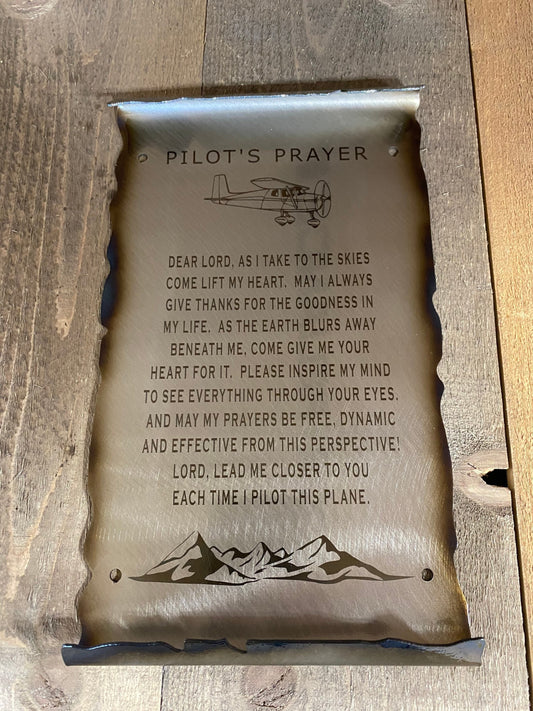 PILOT'S PRAYER
DEAR LORD, AS I TAKE TO THE SKIES
COME LIFT MY HEART. MAY I ALWAYS
GIVE THANKS FOR THE GOODNESS IN
MY LIFE. AS THE EARTH BLURS AWAY
BENEATH ME, COME GIVE ME YOUR
HEART FOR IT. PLEASE INSPIRE MY MIND
TO SEE EVERYTHING THROUGH YOUR EYES.
AND MAY MY PRAYERS BE FREE, DYNAMIC
AND EFFECTIVE FROM THIS PERSPECTIVE!
LORD, LEAD ME CLOSER TO YOU
EACH TIME I PILOT THIS PLANE.